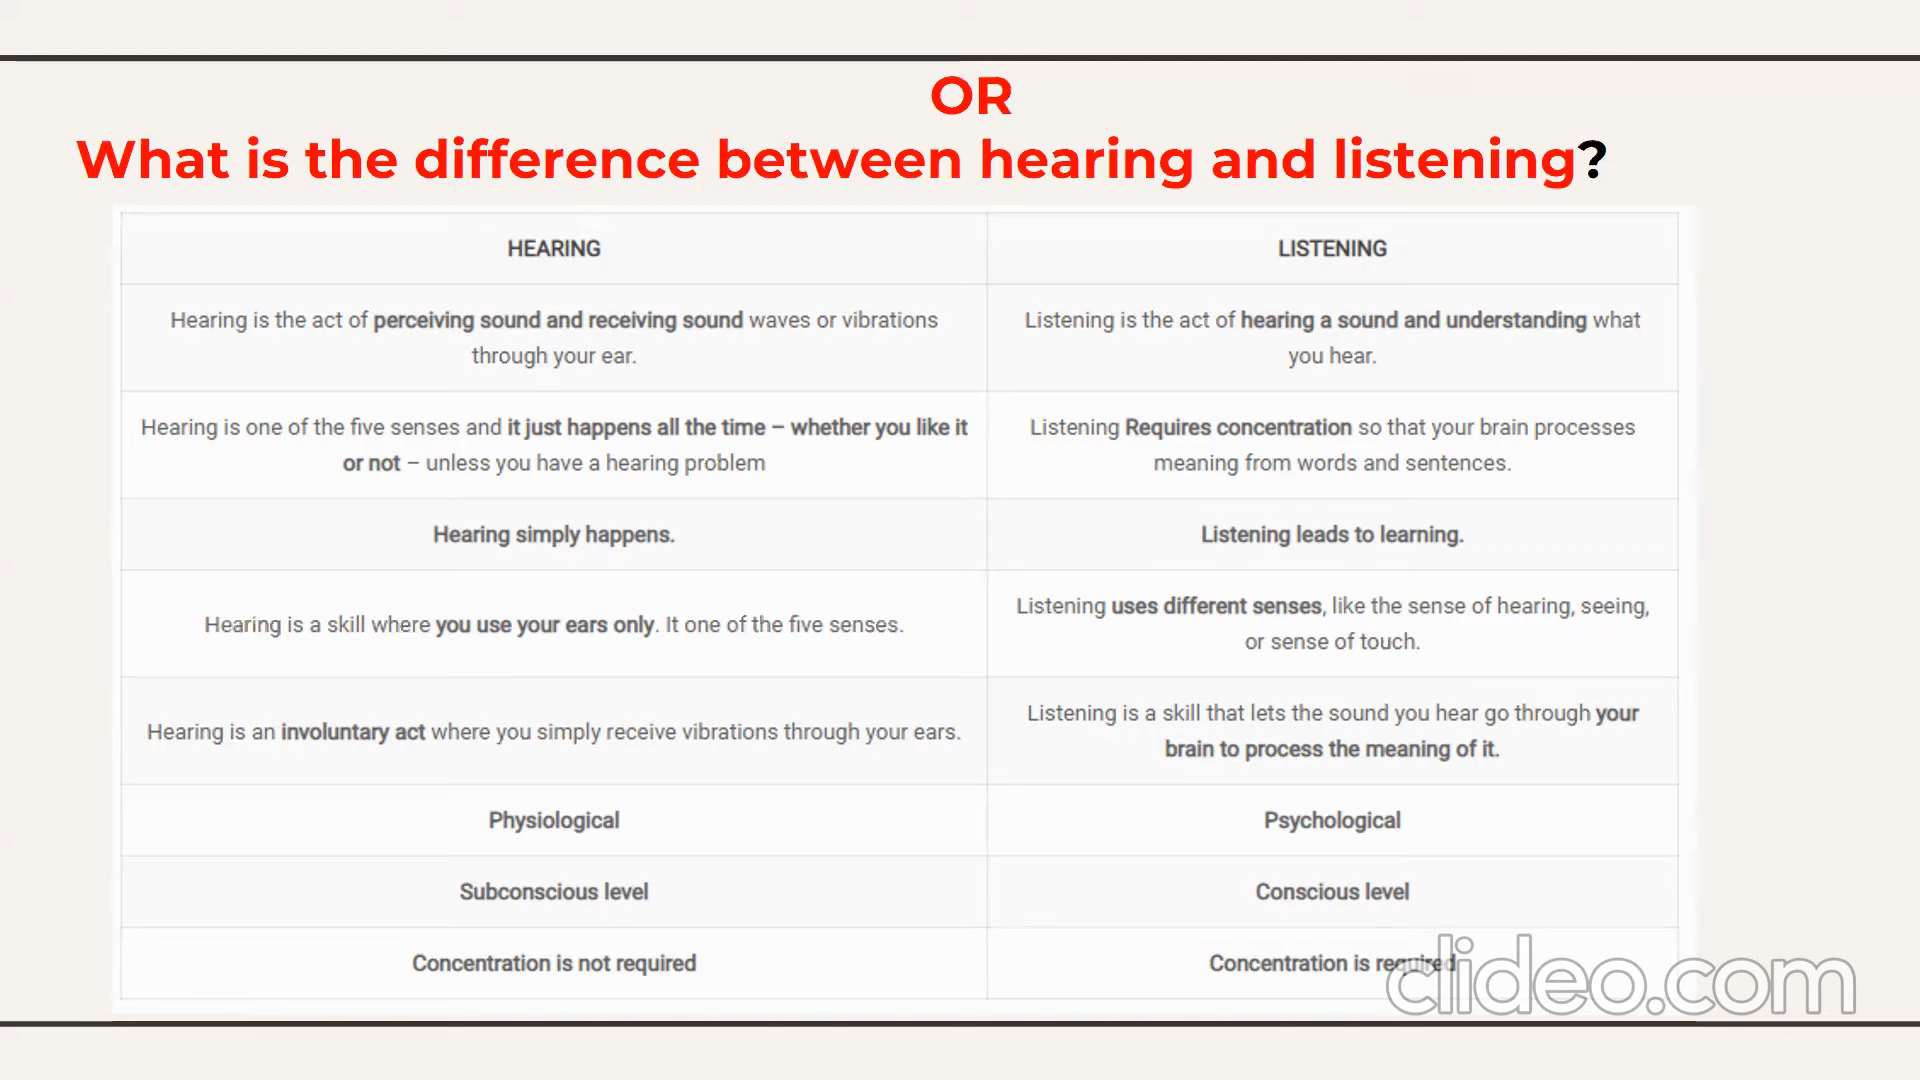 OR
What is the difference between hearing and listening?
HEARING
LISTENING
Hearing is the act of perceiving sound and receiving sound waves or vibrations
through your ear.
Listening is the act of hearing a sound and understanding what
you hear.
Hearing is one of the five senses and it just happens all the time – whether you like it
or not – unless you have a hearing problem
Listening Requires concentration so that your brain processes
meaning from words and sentences.
Hearing simply happens.
Listening leads to learning.
Hearing is a skill where you use your ears only. It one of the five senses.
Listening uses different senses, like the sense of hearing, seeing,
or sense of touch.
Hearing is an involuntary act where you simply receive vibrations through your ears.
Listening is a skill that lets the sound you hear go through your
brain to process the meaning of it.
Physiological
Psychological
Subconscious level
Conscious level
Concentration is not required
Concentration is required
clideo.com